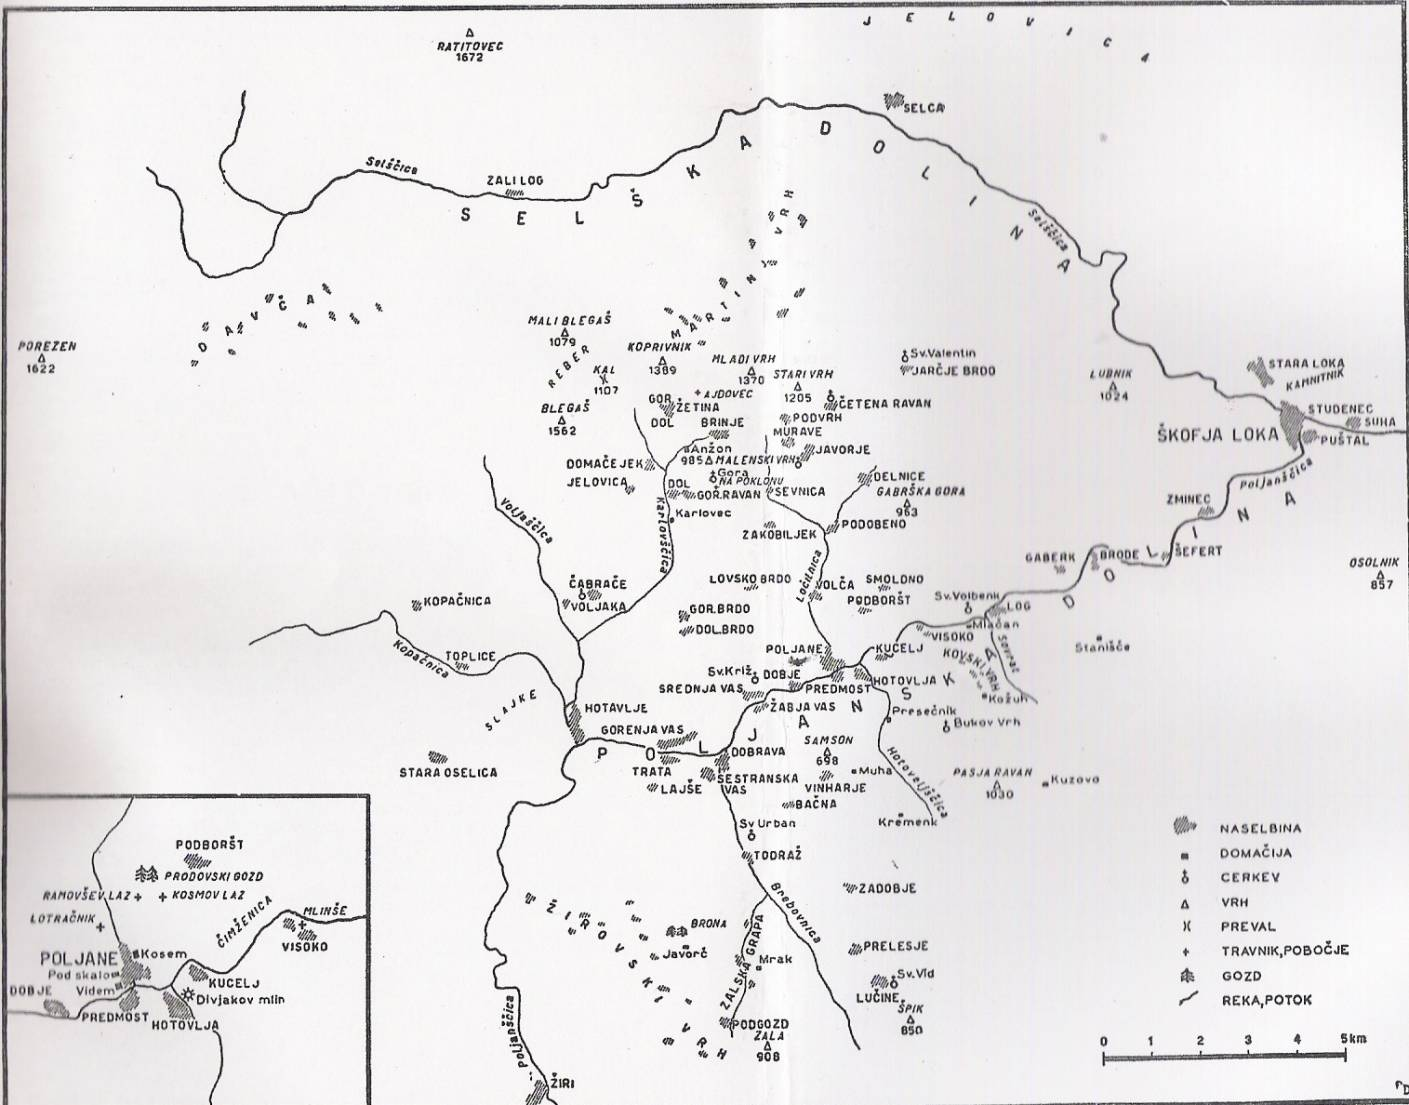 JELOVICA
RATITOVEC
1672
SELCA
Selščica
ZALI LOG
SELŠKA DOLINA
Selščica
DAVČA
MARTINJ VRH
POREZEN
1622
MALI BLEGAŠ
1079
REBER
KAL
1107
BLEGAŠ
1562
KOPRIVNIK
1389
MLADI VRH
1370
STARI VRH
1205
AJDOVEC
Sv.Valentin
JARČJE BRDO
LUBNIK
1024
STARA LOKA
KAMNITNIK
STUDENEC
SUHA
ŠKOFJA LOKA
PUŠTAL
GOR.
ŽETINA
DOL
BRINJE
ČETENA RAVAN
PODVRH
MURAVE
JAVORJE
Anžon
985 MALENSKI VRH
Gora
NA POKLONU
DOMAČEJEK
JELOVICA
DOL
GOR.RAVAN
Karlovec
SEVNICA
DELNICE
GABRŠKA GORA
963
ZAKOBILJEK
PODOBENO
Voljaščica
Karlovščica
Ločilnica
Poljanščica
ZMINEC
GABERK
BRODE
ŠEFERT
OSOLNIK
857
ČABRAČE
VOLJAKA
LOVSKO BRDO
VOLČA
SMOLDNO
PODBORŠT
KOPAČNICA
GOR.BRDO
DOL.BRDO
Sv.Volbenk
LOG
Mlačan
VISOKO
Stanišče
Sovrat
KOVSKI VRH
Kožuh
Kopačnica
TOPLICE
POLJANE
KUCELJ
Sv.Križ
DOBJE
SREDNJA VAS
PREDMOST
HOTOVLJA
ŽABJA VAS
Presečnik
Bukov Vrh
SLAJKE
HOTAVLJE
GORENJA VAS
POLJANSKA DOLINA
DOBRAVA
SAMSON
698
Hotoveljščica
STARA OSELICA
TRATA
LAJŠE
SESTRANSKA
VAS
VINHARJE
Muha
PASJA RAVAN
1030
Kuzovo
BAČNA
Kremenk
Sv Urban
TODRAŽ
Brebovnica
ZADOBJE
ŽIROVSKI VRH
BRONA
Javorč
ZALSKA GRAPA
Mrak
PRELESJE
Sv.Vid
LUČINE
ŠPIK
850
PODGOZD
ZALA
908
Poljanščica
ŽIRI
PODBORŠT
PRODOVSKI GOZD
RAMOVŠEV LAZ
KOSMOV LAZ
LOTRAČNIK
ČIMŽENICA
MLINŠE
VISOKO
POLJANE
Kosem
Pod skalo
Videm
KUCELJ
Divjakov mlin
DOBJE
PREDMOST
HOTOVLJA
NASELBINA
DOMAČIJA
CERKEV
VRH
PREVAL
TRAVNIK,POBOČJE
GOZD
REKA,POTOK
0 1 2 3 4 5km